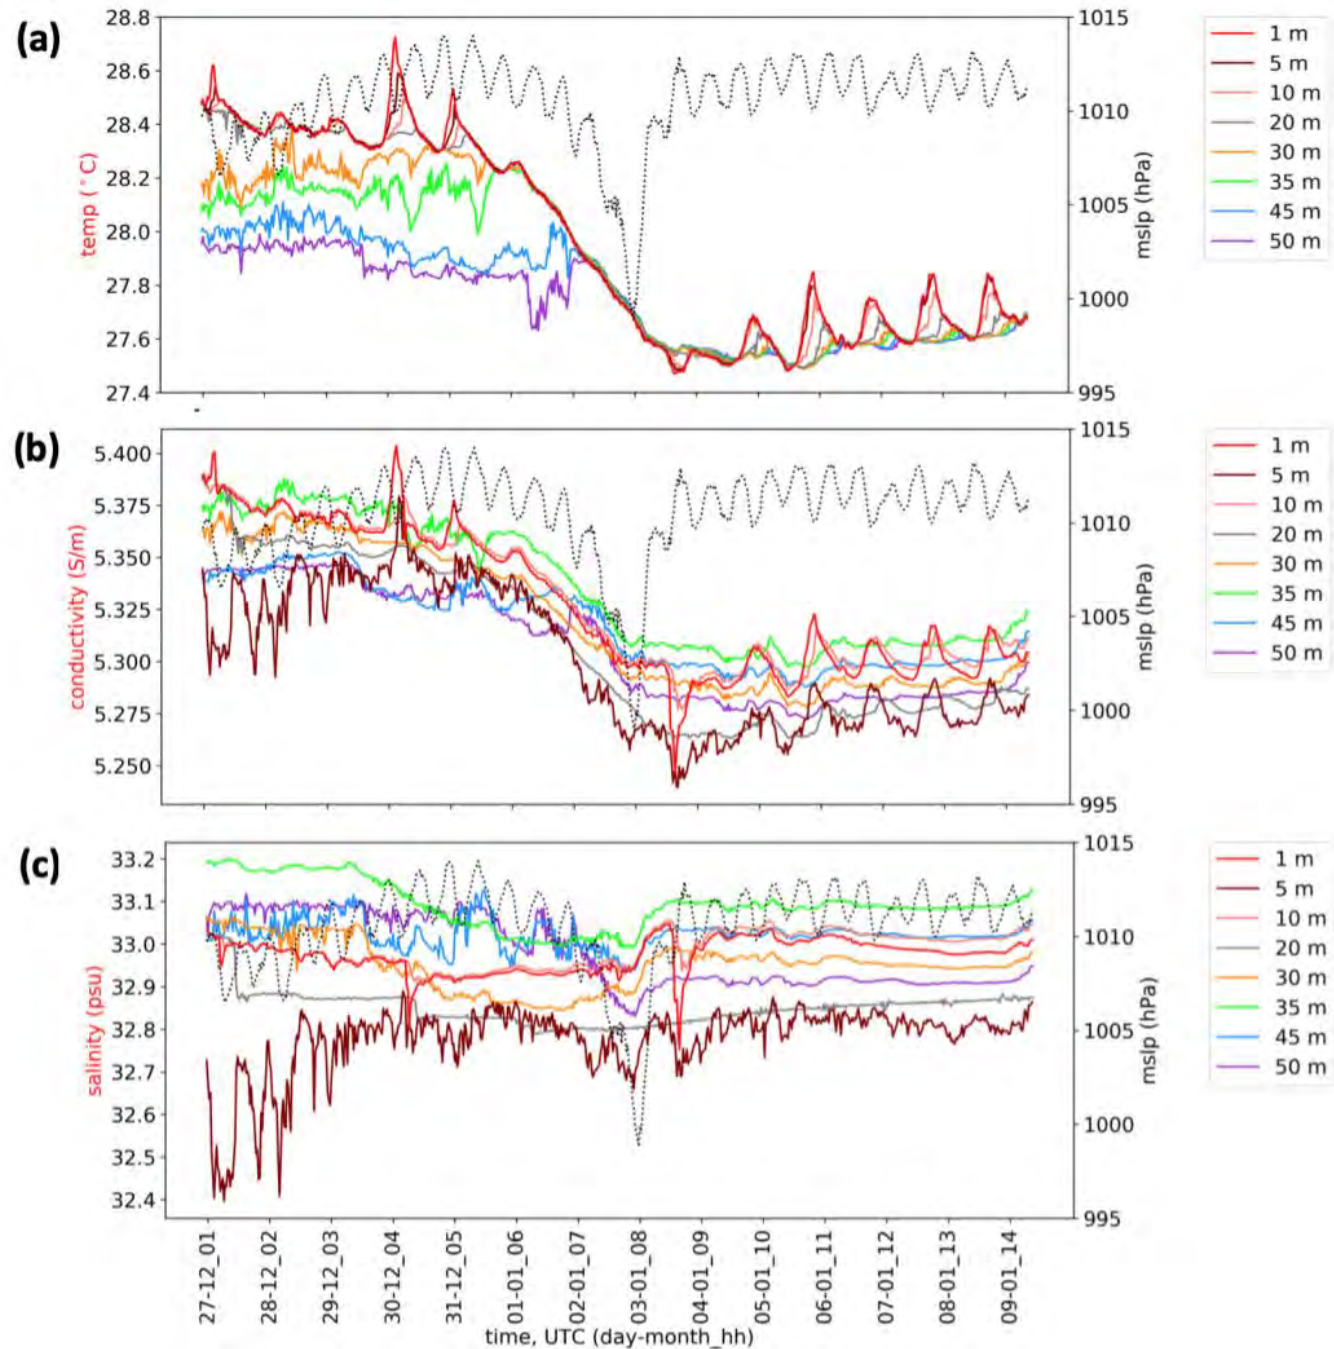 (a)
28.8
28.6
28.4
28.2
28.0
27.8
27.6
27.4
temp (°C)
1015
1010
1005
1000
995
mslp (hPa)
1 m
5 m
10 m
20 m
30 m
35 m
45 m
50 m
(b)
5.400
5.375
5.350
5.325
5.300
5.275
5.250
conductivity (S/m)
1015
1010
1005
1000
995
mslp (hPa)
1 m
5 m
10 m
20 m
30 m
35 m
45 m
50 m
(c)
33.2
33.1
33.0
32.9
32.8
32.7
32.6
32.5
32.4
salinity (psu)
1015
1010
1005
1000
995
mslp (hPa)
1 m
5 m
10 m
20 m
30 m
35 m
45 m
50 m
27-12_01
28-12_02
29-12_03
30-12_04
31-12_05
01-01_06
02-01_07
03-01_08
04-01_09
05-01_10
06-01_11
07-01_12
08-01_13
09-01_14
time, UTC (day-month_hh)